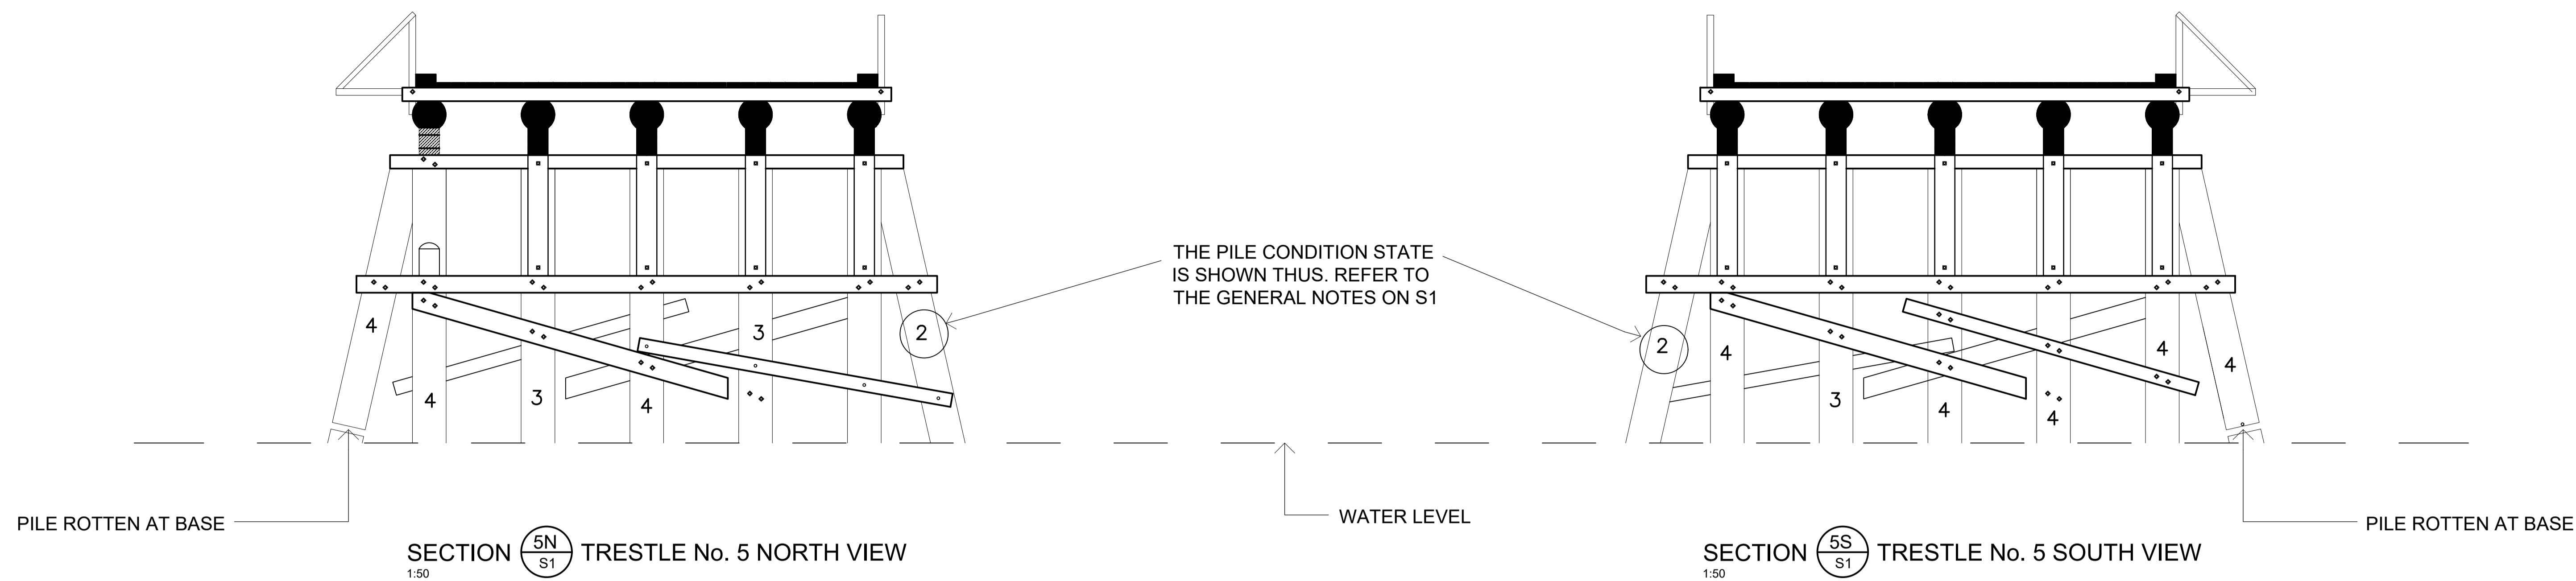 THE PILE CONDITION STATE
IS SHOWN THUS. REFER TO
THE GENERAL NOTES ON S1
4
4
3
4
3
2
2
4
3
4
4
4
4
PILE ROTTEN AT BASE
WATER LEVEL
PILE ROTTEN AT BASE
SECTION 5N S1 TRESTLE No. 5 NORTH VIEW
1:50
SECTION 5S S1 TRESTLE No. 5 SOUTH VIEW
1:50